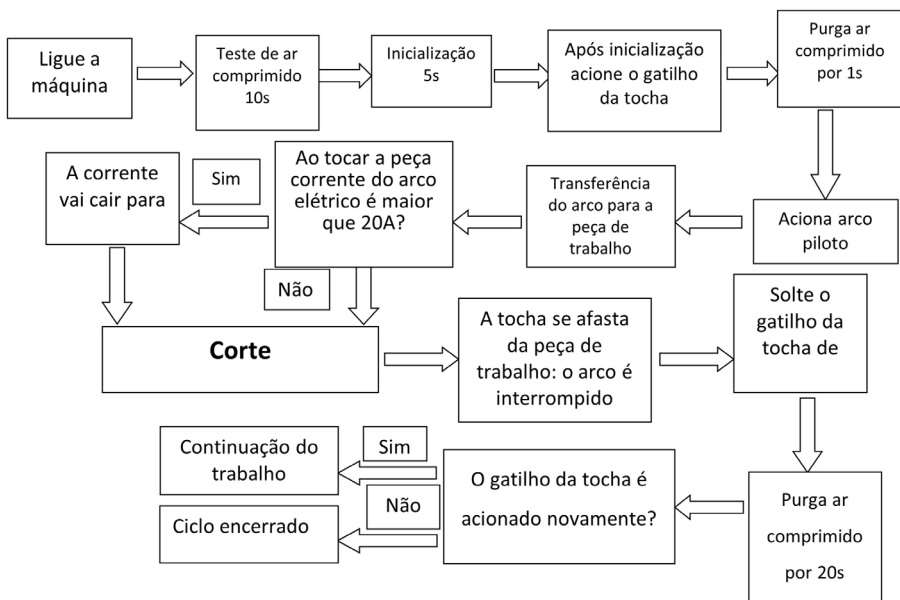 Ligue a
máquina
Teste de ar
comprimido
10s
Inicialização
5s
Após inicialização
acione o gatilho
da tocha
Purga ar
comprimido
por 1s
Aciona arco
piloto
Transferência
do arco para a
peça de
trabalho
Ao tocar a peça
corrente do arco
elétrico é maior
que 20A?
Sim
A corrente
vai cair para
Não
Corte
A tocha se afasta
da peça de
trabalho: o arco é
interrompido
Solte o
gatilho da
tocha de
Purga ar
comprimido
por 20s
O gatilho da tocha é
acionado novamente?
Sim
Continuação do
trabalho
Não
Ciclo encerrado